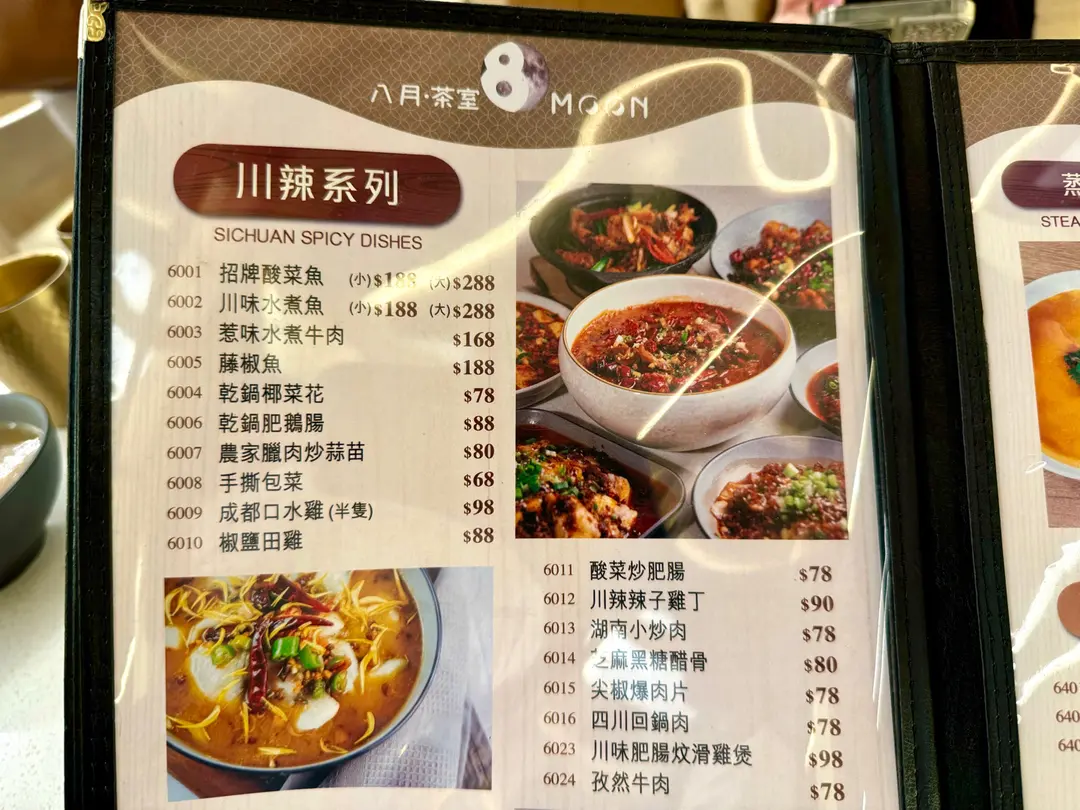 八月·茶室 8 MOON
川辣系列
SICHUAN SPICY DISHES
6001 招牌酸菜魚 (小)$188 (大)$288
6002 川味水煮魚 (小)$188 (大)$288
6003 惹味水煮牛肉 $168
6005 藤椒魚 $188
6004 乾鍋椰菜花 $78
6006 乾鍋肥鵝腸 $88
6007 農家臘肉炒蒜苗 $80
6008 手撕包菜 $68
6009 成都口水雞(半隻) $98
6010 椒鹽田雞 $88
6011 酸菜炒肥腸 $78
6012 川辣辣子雞丁 $90
6013 湖南小炒肉 $78
6014 芝麻黑糖醋骨 $80
6015 尖椒爆肉片 $78
6016 四川回鍋肉 $78
6023 川味肥腸炆滑雞煲 $98
6024 孜然牛肉 $78
蒸
STEA
640
640
640